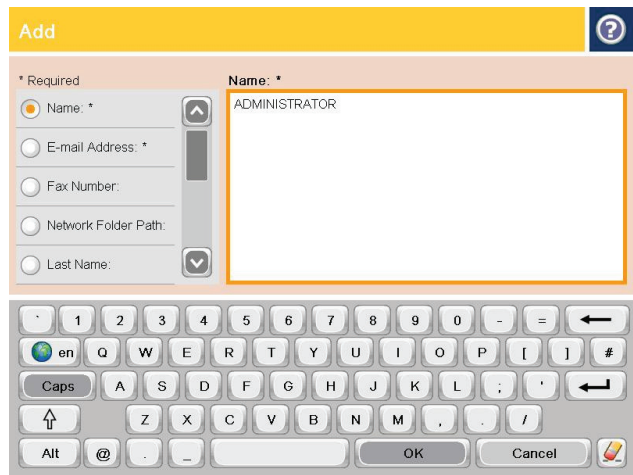 Add
?
* Required
Name: *
Name: *
ADMINISTRATOR
E-mail Address: *
Fax Number:
Network Folder Path:
Last Name:
` 1 2 3 4 5 6 7 8 9 0 - =
en Q W E R T Y U I O P [ ] #
Caps A S D F G H J K L ; '
Z X C V B N M , . /
Alt @ . _ OK Cancel